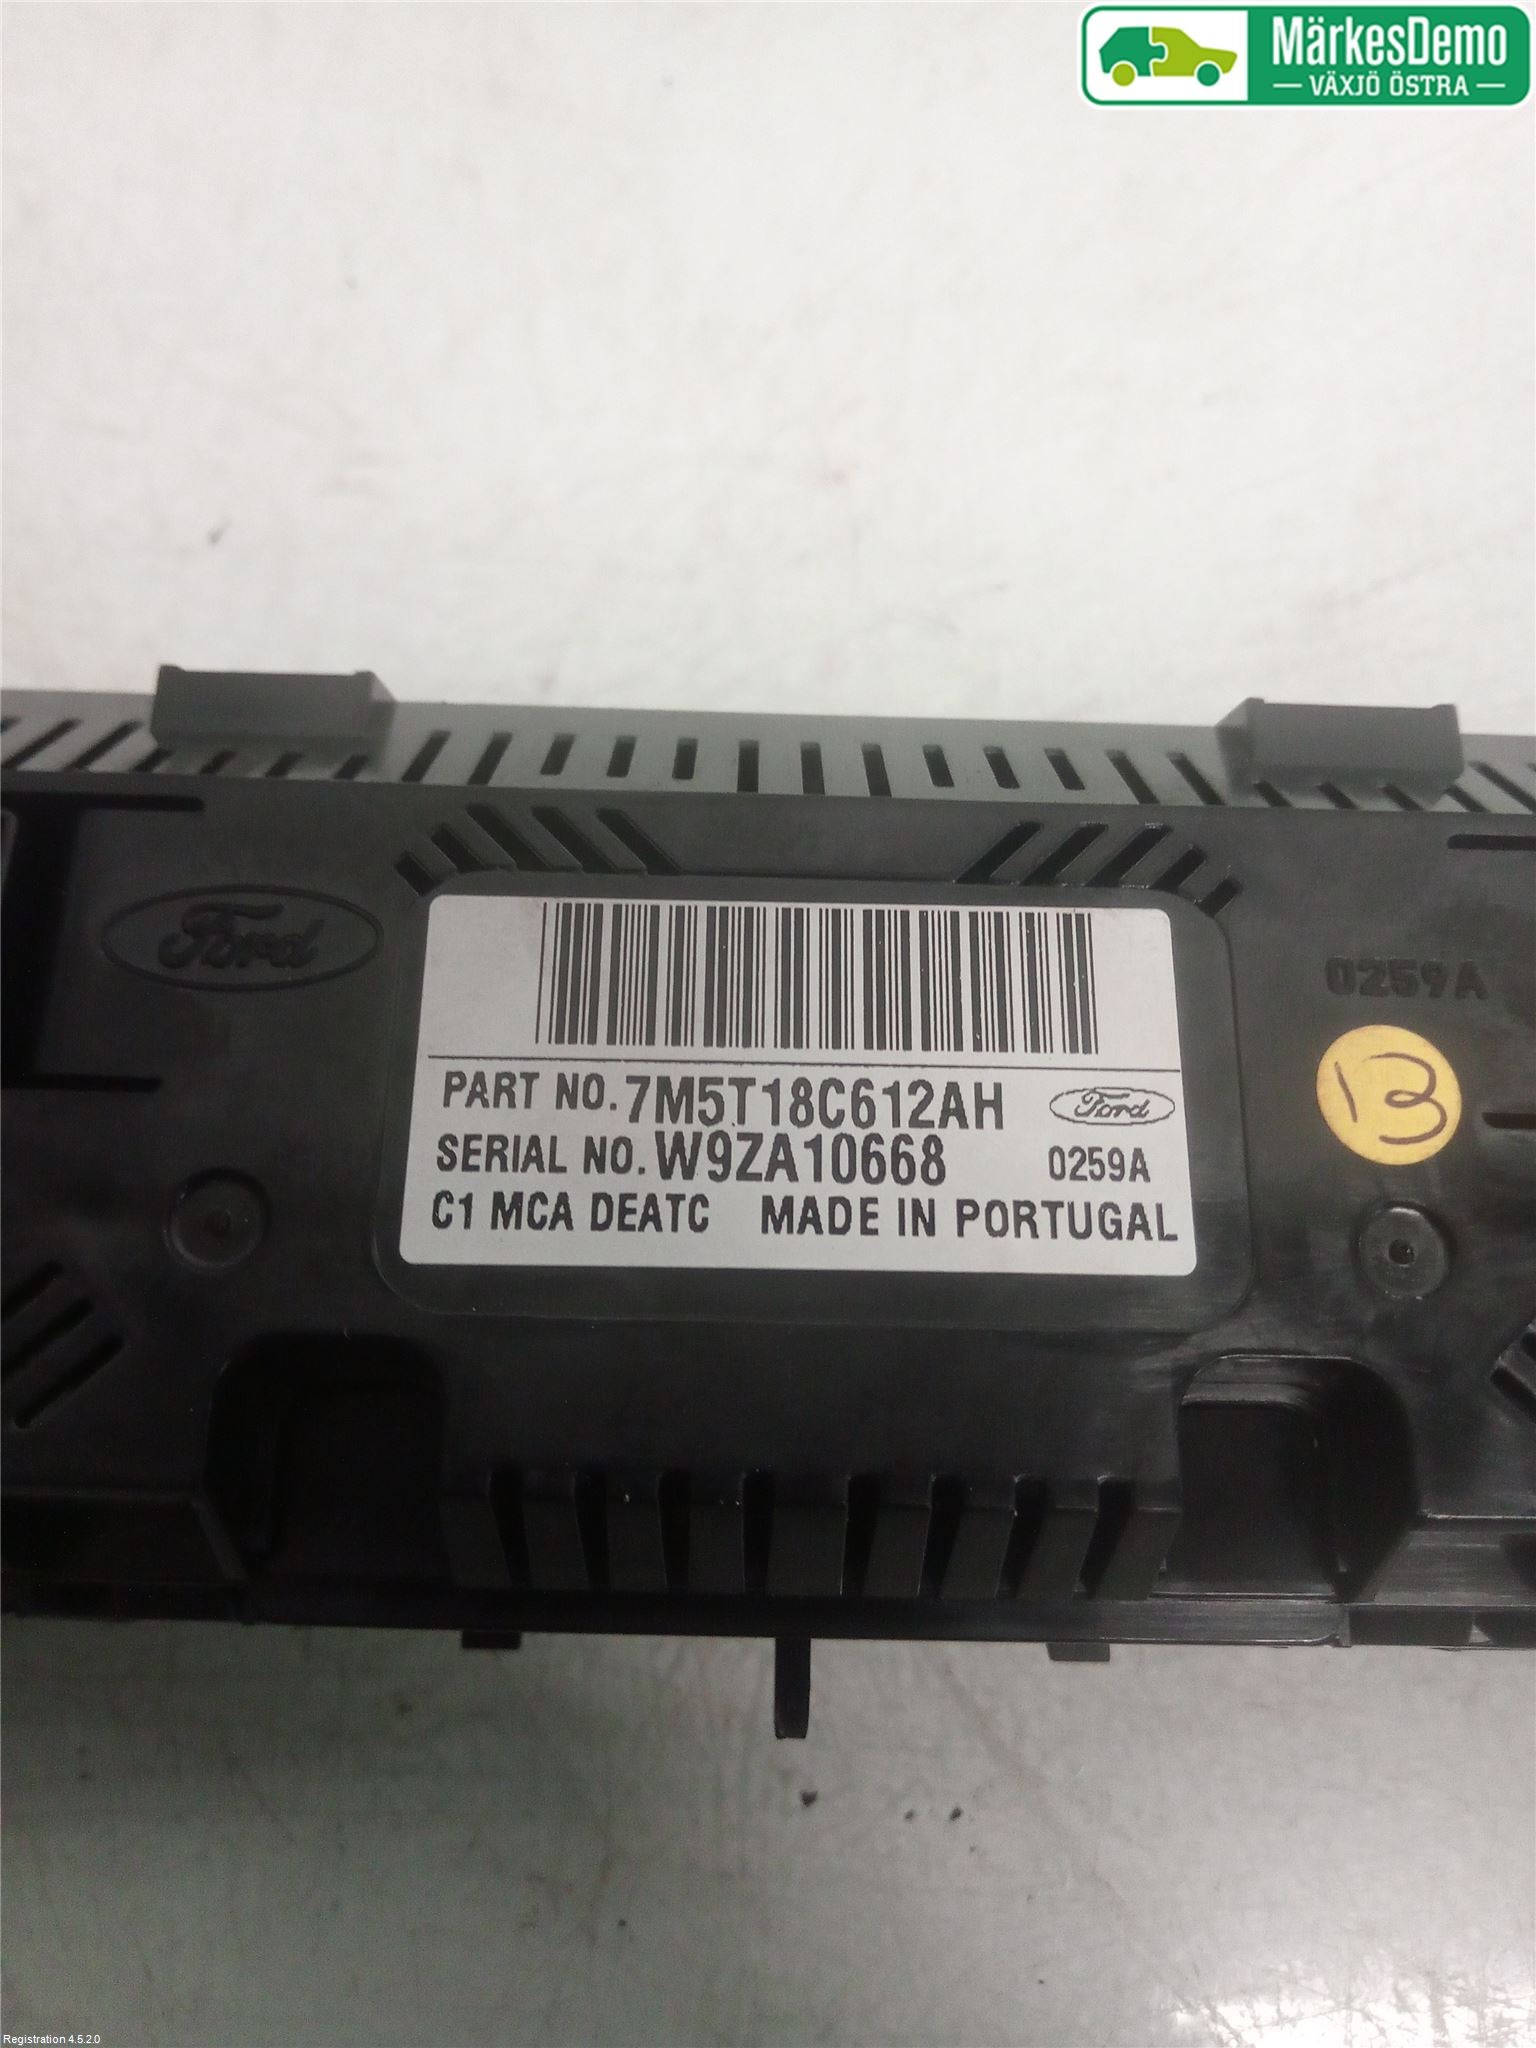 MärkesDemo
VÄXJÖ ÖSTRA
Ford
0259A
13
PART NO. 7M5T18C612AH
Ford
SERIAL NO. W9ZA10668
0259A
C1 MCA DEATC MADE IN PORTUGAL
Registration 4.5.2.0